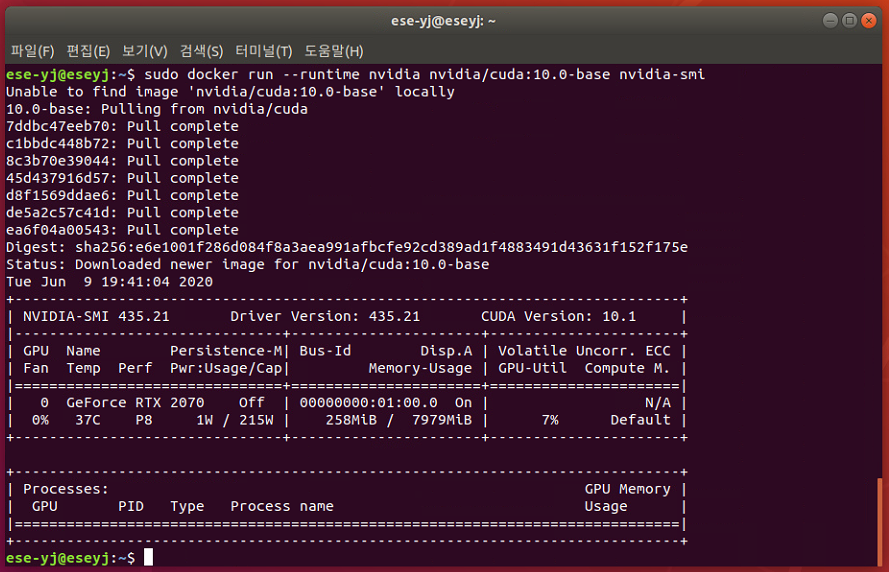 ese-yj@eseyj: ~
파일(F) 편집(E) 보기(V) 검색(S) 터미널(T) 도움말(H)
ese-yj@eseyj:~$ sudo docker run --runtime nvidia nvidia/cuda:10.0-base nvidia-smi
Unable to find image 'nvidia/cuda:10.0-base' locally
10.0-base: Pulling from nvidia/cuda
7ddbc47eeb70: Pull complete
c1bbdc448b72: Pull complete
8c3b70e39044: Pull complete
45d437916d57: Pull complete
d8f1569ddae6: Pull complete
de5a2c57c41d: Pull complete
ea6f04a00543: Pull complete
Digest: sha256:e6e1001f286d084f8a3aea991afbcfe92cd389ad1f4883491d43631f152f175e
Status: Downloaded newer image for nvidia/cuda:10.0-base
Tue Jun  9 19:41:04 2020
+-----------------------------------------------------------------------------+
| NVIDIA-SMI 435.21       Driver Version: 435.21       CUDA Version: 10.1     |
|-------------------------------+----------------------+----------------------+
| GPU  Name        Persistence-M| Bus-Id        Disp.A | Volatile Uncorr. ECC |
| Fan  Temp  Perf  Pwr:Usage/Cap|         Memory-Usage | GPU-Util  Compute M. |
|===============================+======================+======================|
|   0  GeForce RTX 2070    Off  | 00000000:01:00.0  On |                  N/A |
|  0%   37C    P8     1W / 215W |    258MiB /  7979MiB |      7%      Default |
+-------------------------------+----------------------+----------------------+

+-----------------------------------------------------------------------------+
| Processes:                                                       GPU Memory |
|  GPU       PID   Type   Process name                             Usage      |
|=============================================================================|
+-----------------------------------------------------------------------------+
ese-yj@eseyj:~$